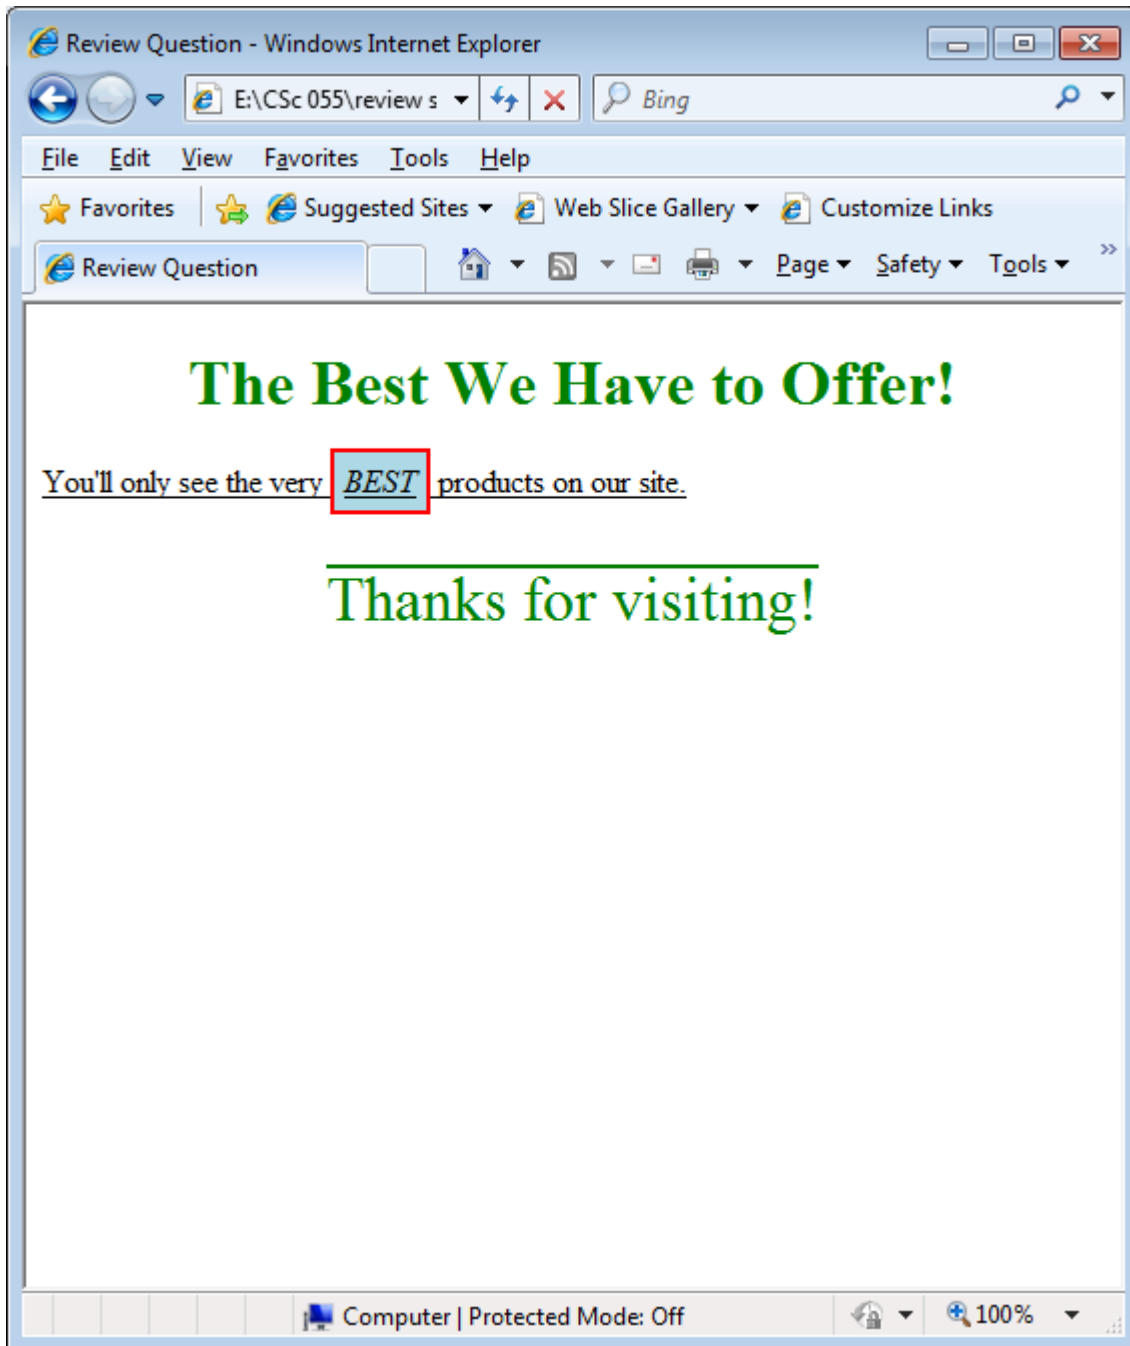 Review Question - Windows Internet Explorer
E:\CSc 055\review s Bing
File Edit View Favorites Tools Help
Favorites Suggested Sites Web Slice Gallery Customize Links
Review Question Page Safety Tools »
The Best We Have to Offer!
You'll only see the very BEST products on our site.
Thanks for visiting!
Computer | Protected Mode: Off 100%